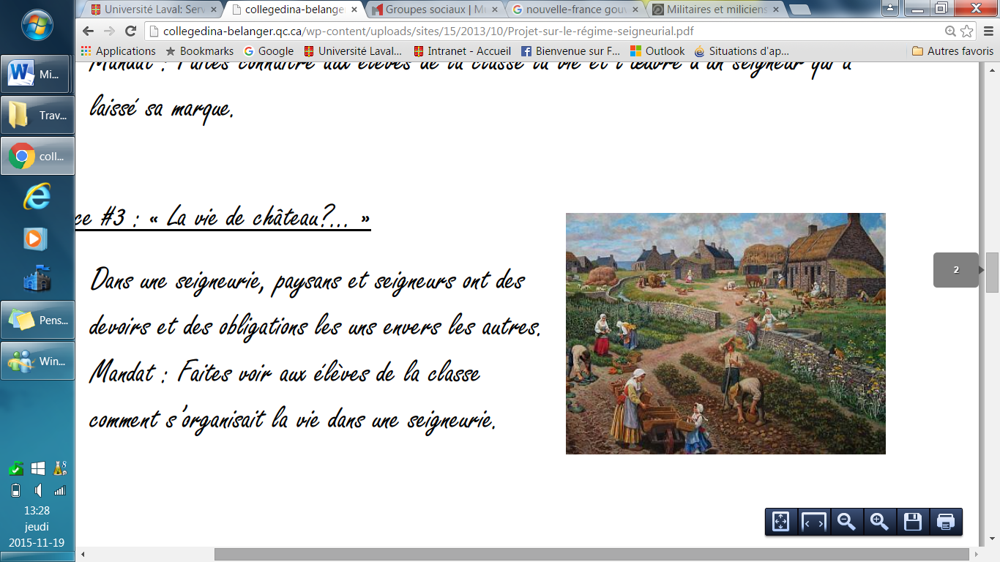 Université Laval: Serv
collegedina-belanger
Groupes sociaux | Mu
nouvelle-france gouv
Militaires et miliciens
collegedina-belanger.qc.ca/wp-content/uploads/sites/15/2013/10/Projet-sur-le-régime-seigneurial.pdf
Applications Bookmarks Google Université Laval... Intranet - Accueil Bienvenue sur F... Outlook Situations d'ap... Autres favoris
Mandat : Faites connaître aux élèves de la classe la vie et l'œuvre d'un seigneur qui a
laissé sa marque.
ce #3 : « La vie de château?... »
Dans une seigneurie, paysans et seigneurs ont des
devoirs et des obligations les uns envers les autres.
Mandat : Faites voir aux élèves de la classe
comment s'organisait la vie dans une seigneurie.
2
Mi...
Trav...
coll...
Pens...
Win...
13:28
jeudi
2015-11-19